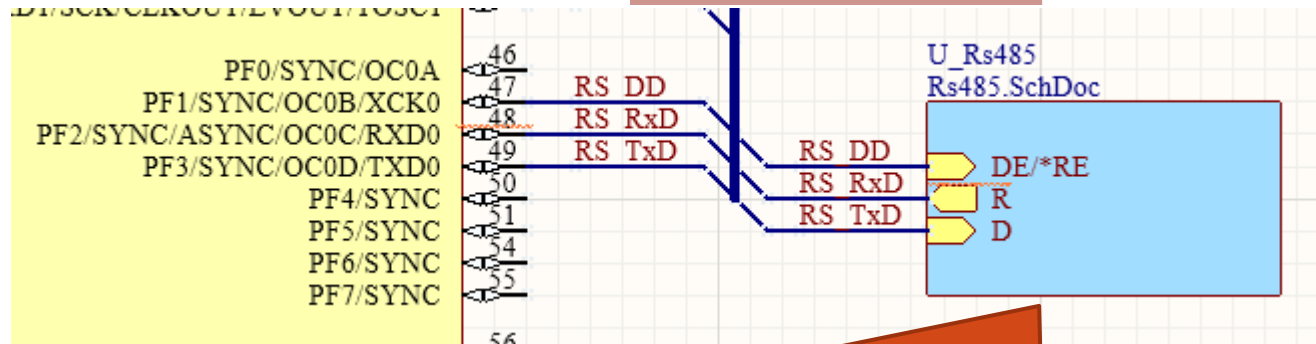 PF0/SYNC/OC0A 46
PF1/SYNC/OC0B/XCK0 47 RS_DD
PF2/SYNC/ASYNC/OC0C/RXD0 48 RS_RxD
PF3/SYNC/OC0D/TXD0 49 RS_TxD
PF4/SYNC 50
PF5/SYNC 51
PF6/SYNC 54
PF7/SYNC 55
56
U_Rs485
Rs485.SchDoc
RS_DD DE/*RE
RS_RxD R
RS_TxD D